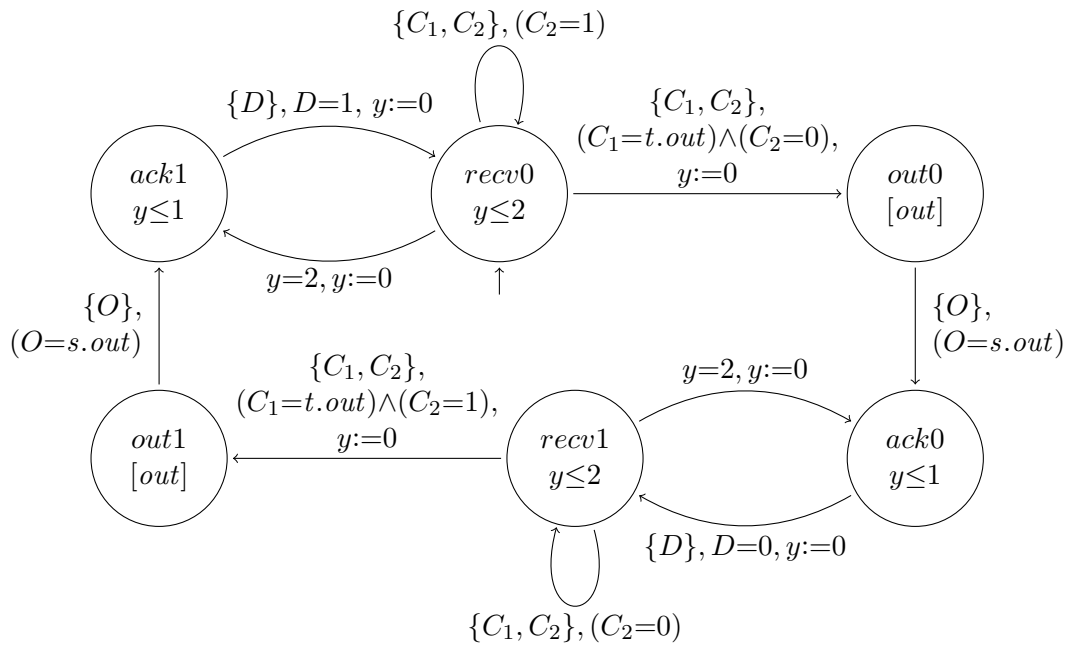 {C₁, C₂}, (C₂=1)
{D}, D=1, y:=0
{C₁, C₂},
(C₁=t.out)∧(C₂=0),
y:=0
ack1
y≤1
recv0
y≤2
out0
[out]
y=2, y:=0
{O},
(O=s.out)
{O},
(O=s.out)
{C₁, C₂},
(C₁=t.out)∧(C₂=1),
y:=0
y=2, y:=0
out1
[out]
recv1
y≤2
ack0
y≤1
{D}, D=0, y:=0
{C₁, C₂}, (C₂=0)